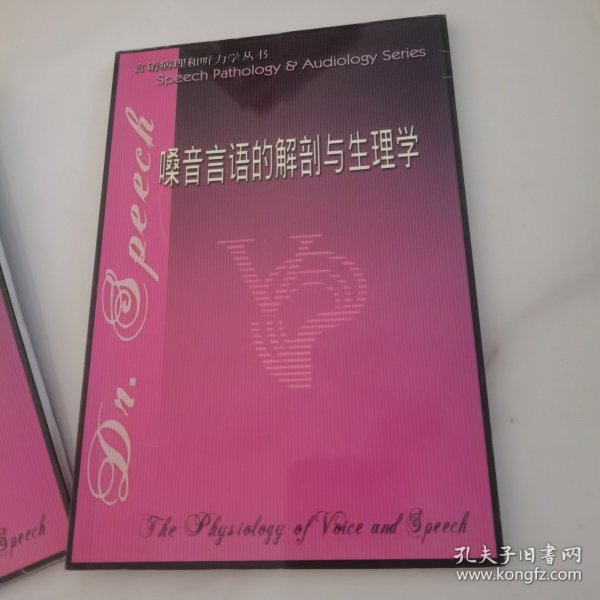 言语病理和听力学丛书
Speech Pathology & Audiology Series
嗓音言语的解剖与生理学
Dr. Speech
The Physiology of Voice and Speech
Speech
孔夫子旧书网
www.kongfz.com